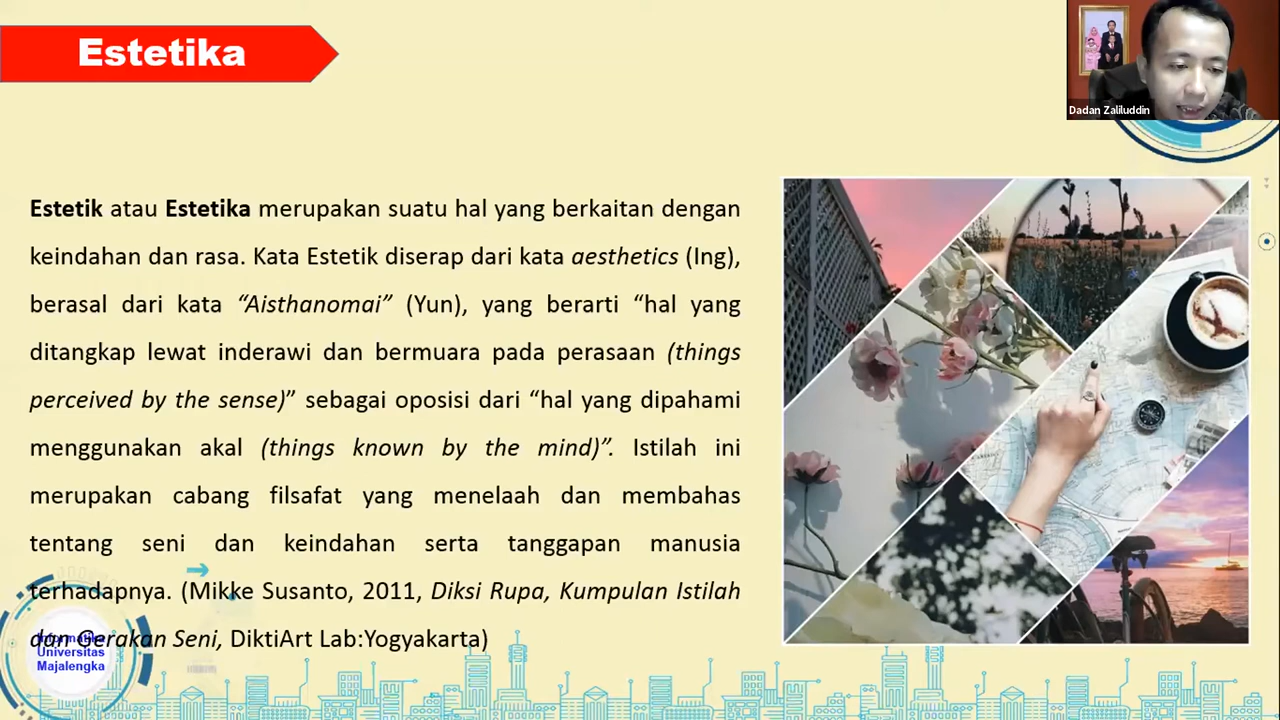 Estetika
Dadan Zaliluddin
Estetik atau Estetika merupakan suatu hal yang berkaitan dengan
keindahan dan rasa. Kata Estetik diserap dari kata aesthetics (Ing),
berasal dari kata “Aisthanomai” (Yun), yang berarti “hal yang
ditangkap lewat inderawi dan bermuara pada perasaan (things
perceived by the sense)” sebagai oposisi dari “hal yang dipahami
menggunakan akal (things known by the mind)”. Istilah ini
merupakan cabang filsafat yang menelaah dan membahas
tentang seni dan keindahan serta tanggapan manusia
terhadapnya. (Mikke Susanto, 2011, Diksi Rupa, Kumpulan Istilah
dan Gerakan Seni, DiktiArt Lab:Yogyakarta)
Informatika
Universitas
Majalengka